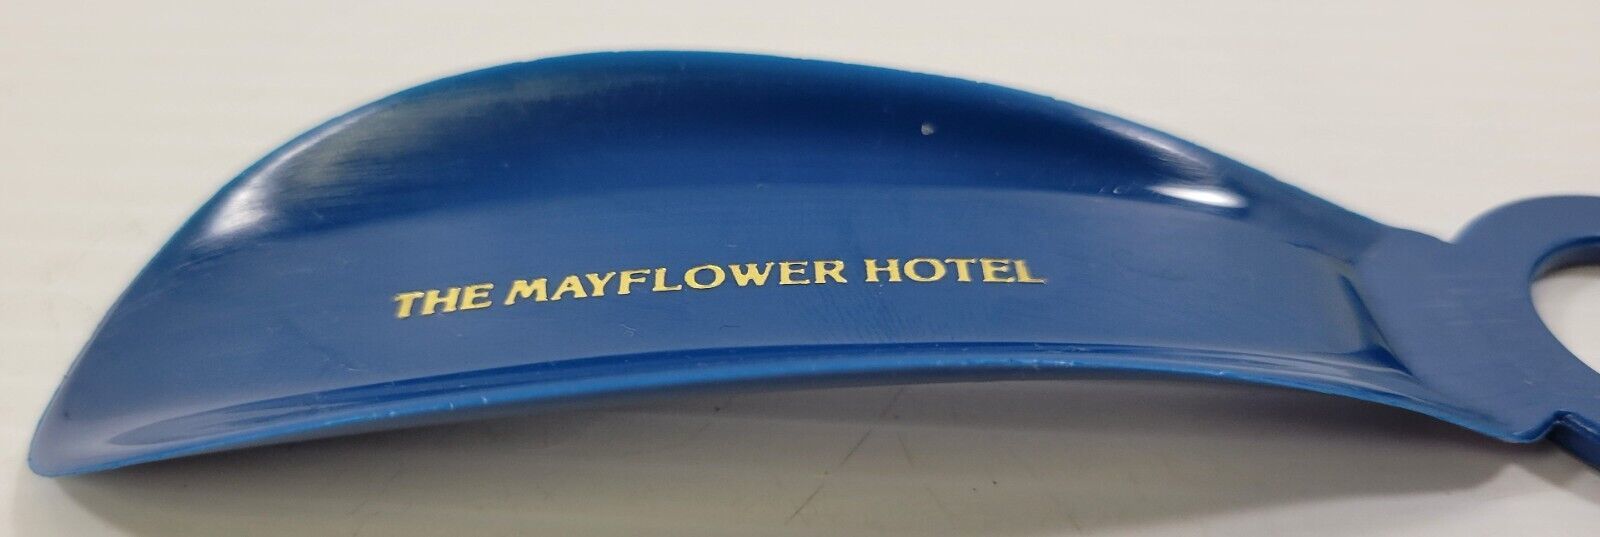 THE MAYFLOWER HOTEL